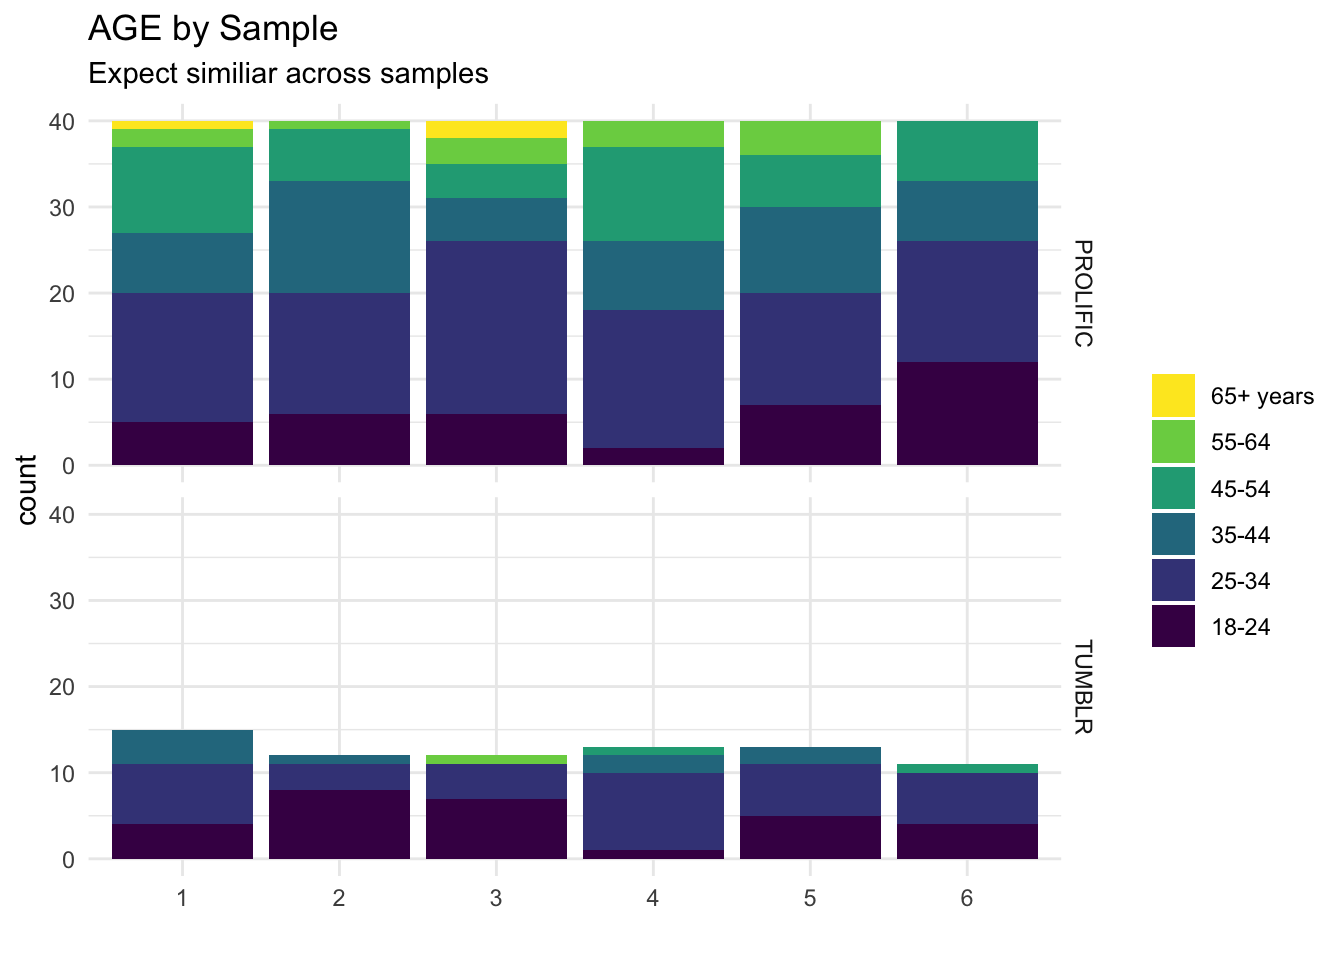 AGE by Sample
Expect similiar across samples
40
30
20
10
0
PROLIFIC
40
30
20
10
0
TUMBLR
count
1 2 3 4 5 6
65+ years
55-64
45-54
35-44
25-34
18-24